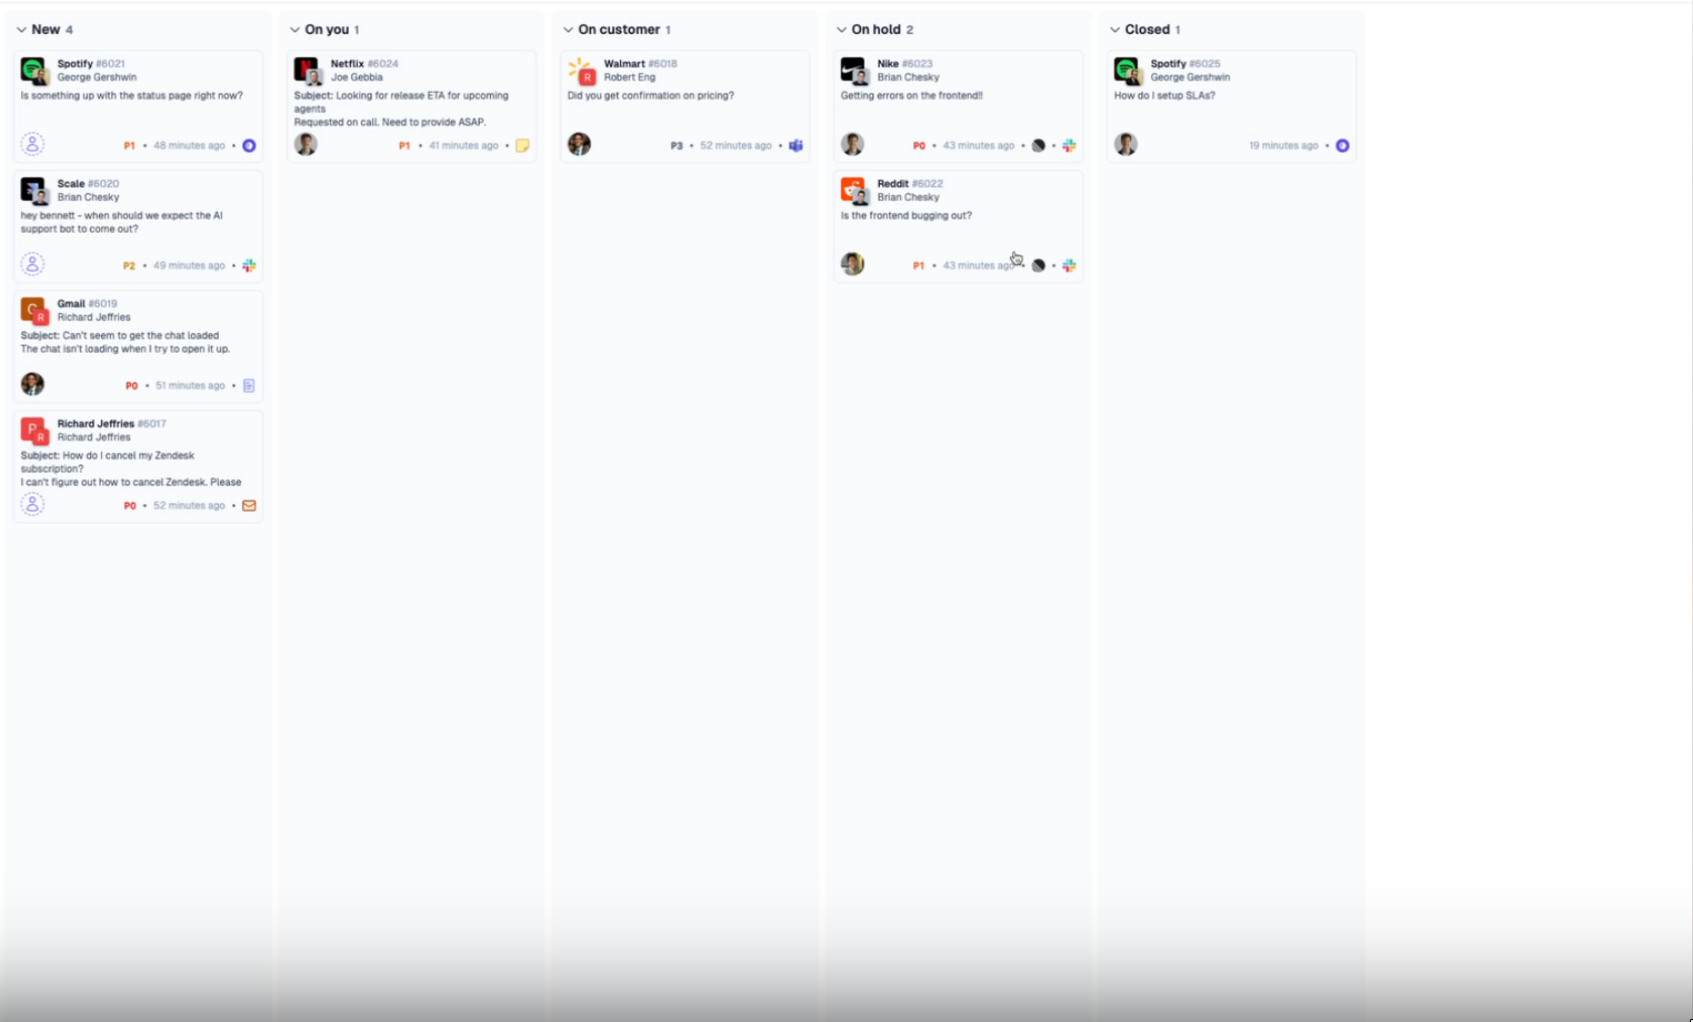 New 4
Spotify #6021
George Gershwin
Is something up with the status page right now?
P1 • 48 minutes ago •
Scale #6020
Brian Chesky
hey bennett - when should we expect the AI
support bot to come out?
P2 • 49 minutes ago •
Gmail #6019
G
R
Richard Jeffries
Subject: Can't seem to get the chat loaded
The chat isn't loading when I try to open it up.
P0 • 51 minutes ago •
Richard Jeffries #6017
R
R
Richard Jeffries
Subject: How do I cancel my Zendesk
subscription?
I can't figure out how to cancel Zendesk. Please
P0 • 52 minutes ago •
On you 1
Netflix #6024
Joe Gebbia
Subject: Looking for release ETA for upcoming
agents
Requested on call. Need to provide ASAP.
P1 • 41 minutes ago •
On customer 1
Walmart #6018
R
Robert Eng
Did you get confirmation on pricing?
P3 • 52 minutes ago •
On hold 2
Nike #6023
Brian Chesky
Getting errors on the frontend!!
P0 • 43 minutes ago • •
Reddit #6022
Brian Chesky
Is the frontend bugging out?
P1 • 43 minutes ago • •
Closed 1
Spotify #6025
George Gershwin
How do I setup SLAs?
19 minutes ago •